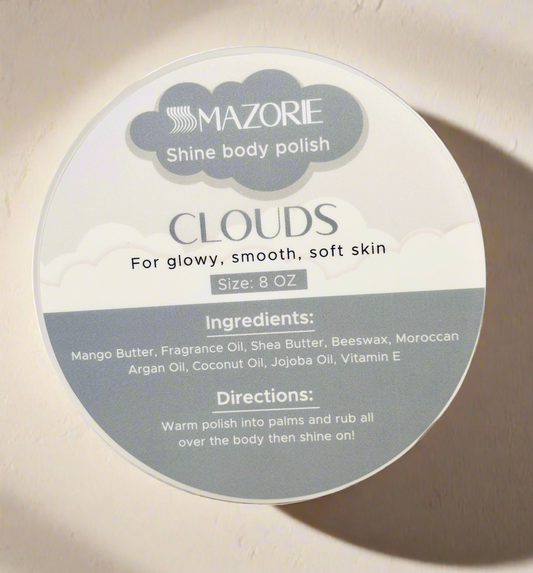 MAZORIE
Shine body polish
CLOUDS
For glowy, smooth, soft skin
Size: 8 OZ
Ingredients:
Mango Butter, Fragrance Oil, Shea Butter, Beeswax, Moroccan
Argan Oil, Coconut Oil, Jojoba Oil, Vitamin E
Directions:
Warm polish into palms and rub all
over the body then shine on!